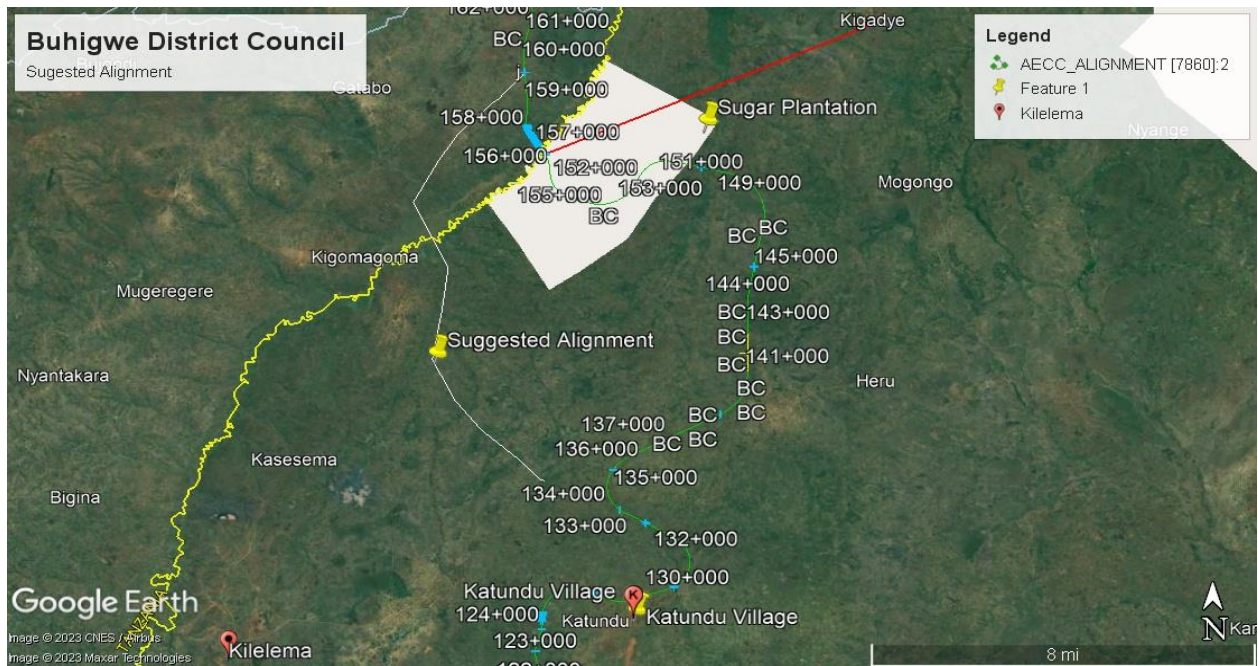 162+000
161+000
BC
160+000
Kigadye
Buhigwe District Council
Sugested Alignment
Legend
AECC_ALIGNMENT [7860]:2
Feature 1
Kilelema
Gatabo
159+000
158+000
157+000
Sugar Plantation
Nyange
156+000
152+000
151+000
155+000
153+000
149+000
Mogongo
BC
BC
BC
145+000
Kigomagoma
144+000
Mugeregere
BC
143+000
BC
Suggested Alignment
141+000
BC
Nyantakara
Heru
BC
BC
BC
137+000
BC
BC
136+000
Kasesema
135+000
134+000
Bigina
133+000
132+000
130+000
Katundu Village
K
Google Earth
124+000
Katundu
Katundu Village
N
Image © 2023 CNES / Airbus
123+000
Kilelema
Image © 2023 Maxar Technologies
8 mi